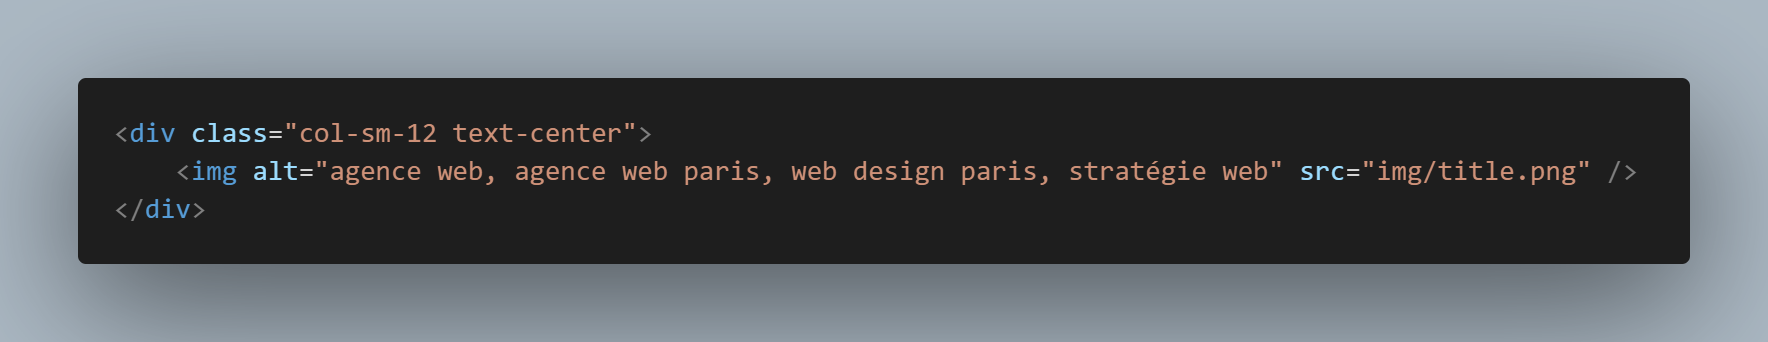 <div class="col-sm-12 text-center">
    <img alt="agence web, agence web paris, web design paris, stratégie web" src="img/title.png" />
</div>